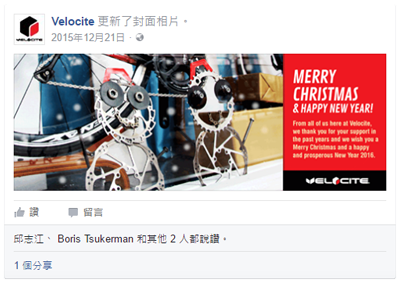 VELOCITE
Velocite 更新了封面相片。
2015年12月21日 ·
MERRY
CHRISTMAS
& HAPPY NEW YEAR!
From all of us here at Velocite,
we thank you for your support in
the past years and we wish you a
Merry Christmas and a happy
and prosperous New Year 2016.
VELOCITE
讚 留言
邱志江、 Boris Tsukerman 和其他 2 人都說讚。
1 個分享